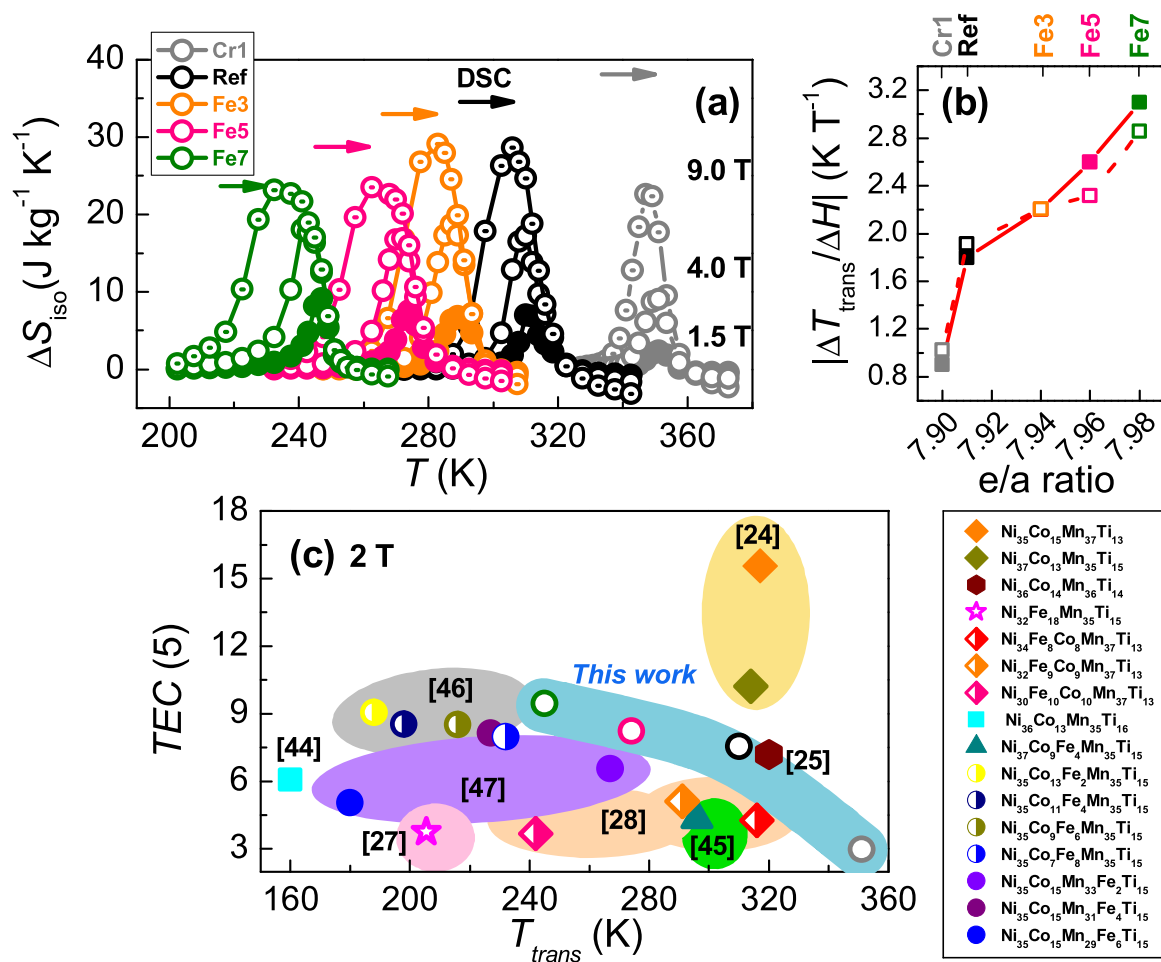 Cr1
Ref
Fe3
Fe5
Fe7
DSC
(a)
9.0 T
4.0 T
1.5 T
ΔS_iso (J kg⁻¹ K⁻¹)
40
30
20
10
0
200 240 280 320 360
T (K)
Cr1 Ref Fe3 Fe5 Fe7
(b)
|ΔT_trans/ΔH| (K T⁻¹)
3.2
2.8
2.4
2.0
1.6
1.2
0.8
7.90 7.92 7.94 7.96 7.98
e/a ratio
(c) 2 T
TEC (5)
18
15
12
9
6
3
[24]
This work
[46]
[44]
[47]
[25]
[27]
[28]
[45]
160 200 240 280 320 360
T_trans (K)
Ni₃₅Co₁₅Mn₃₇Ti₁₃
Ni₃₇Co₁₃Mn₃₅Ti₁₅
Ni₃₆Co₁₄Mn₃₆Ti₁₄
Ni₃₂Fe₁₈Mn₃₅Ti₁₅
Ni₃₄Fe₈Co₈Mn₃₇Ti₁₃
Ni₃₂Fe₉Co₉Mn₃₇Ti₁₃
Ni₃₀Fe₁₀Co₁₀Mn₃₇Ti₁₃
Ni₃₆Co₁₃Mn₃₅Ti₁₆
Ni₃₇Co₉Fe₄Mn₃₅Ti₁₅
Ni₃₅Co₁₃Fe₂Mn₃₅Ti₁₅
Ni₃₅Co₁₁Fe₄Mn₃₅Ti₁₅
Ni₃₅Co₉Fe₆Mn₃₅Ti₁₅
Ni₃₅Co₇Fe₈Mn₃₅Ti₁₅
Ni₃₅Co₁₅Mn₃₃Fe₂Ti₁₅
Ni₃₅Co₁₅Mn₃₁Fe₄Ti₁₅
Ni₃₅Co₁₅Mn₂₉Fe₆Ti₁₅